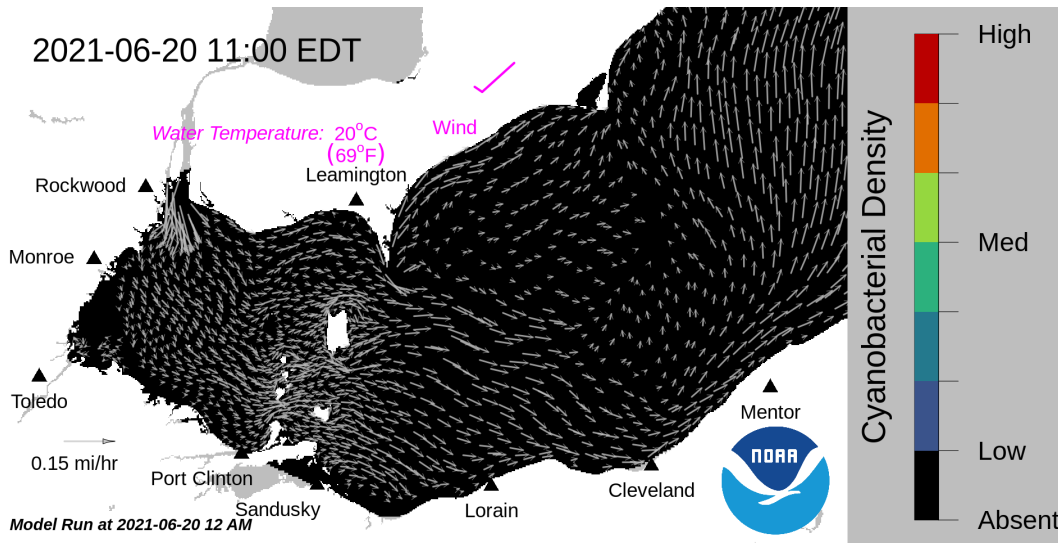 2021-06-20 11:00 EDT
Water Temperature: 20°C
(69°F)
Wind
Leamington
Rockwood
Monroe
Toledo
0.15 mi/hr
Port Clinton
Sandusky
Lorain
Cleveland
Mentor
NOAA
Model Run at 2021-06-20 12 AM
Cyanobacterial Density
High
Med
Low
Absent